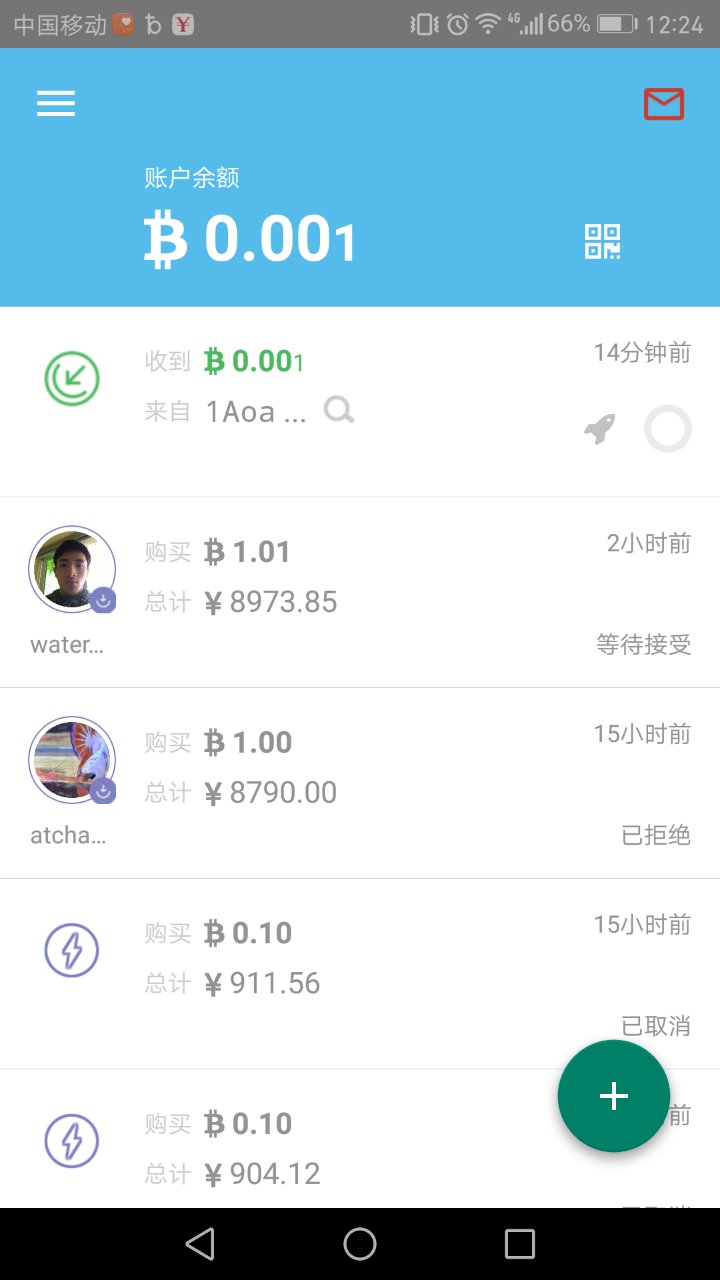 中国移动 4G 66% 12:24
账户余额
₿ 0.001
收到 ₿ 0.001 14分钟前
来自 1Aoa ...
购买 ₿ 1.01 2小时前
总计 ¥ 8973.85
water... 等待接受
购买 ₿ 1.00 15小时前
总计 ¥ 8790.00
atcha... 已拒绝
购买 ₿ 0.10 15小时前
总计 ¥ 911.56
已取消
购买 ₿ 0.10 前
总计 ¥ 904.12